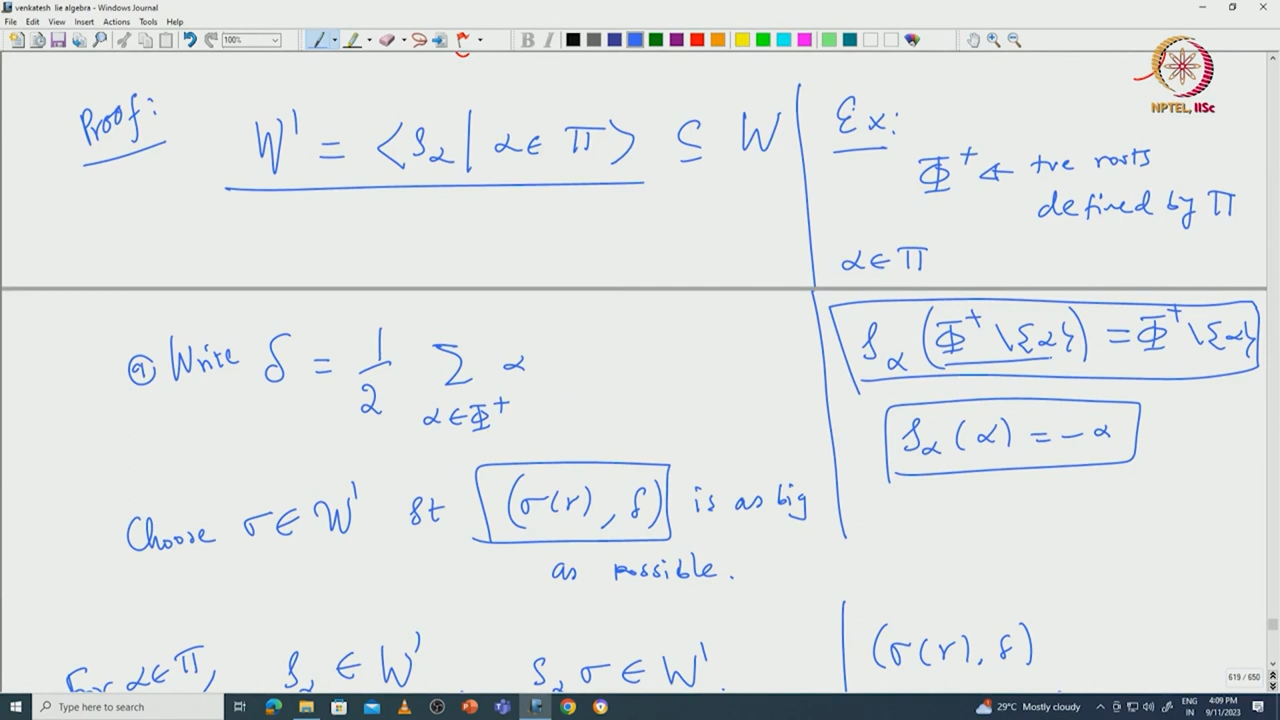 venkatesh lie algebra - Windows Journal
File Edit View Insert Actions Tools Help
100%
B I
NPTEL, IISc
Proof:
W' = ⟨s_α | α ∈ Π⟩ ⊆ W
Ex:
Φ⁺ ← +ve roots
defined by Π
α ∈ Π
s_α (Φ⁺ \ {α}) = Φ⁺ \ {α}
s_α (α) = -α
ⓐ Write δ = 1/2 Σ_{α∈Φ⁺} α
Choose σ ∈ W' st (σ(r), δ) is as big
as possible.
For α ∈ Π, s_α ∈ W' s_α σ ∈ W'.
(σ(r), δ)
619 / 650
Type here to search
29°C Mostly cloudy
ENG
IN
4:09 PM
9/11/2023